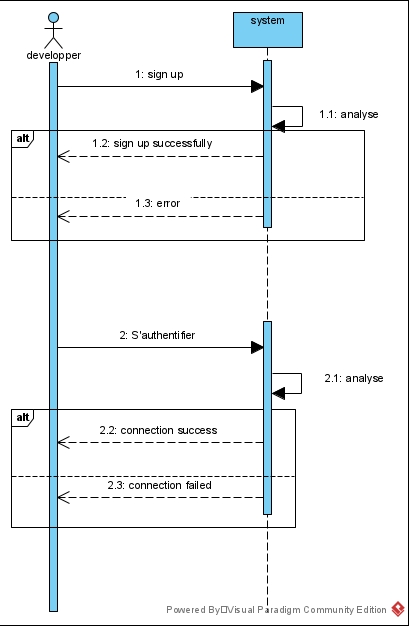 developper
system
1: sign up
1.1: analyse
alt
1.2: sign up successfully
1.3: error
2: S'authentifier
2.1: analyse
alt
2.2: connection success
2.3: connection failed
Powered By Visual Paradigm Community Edition